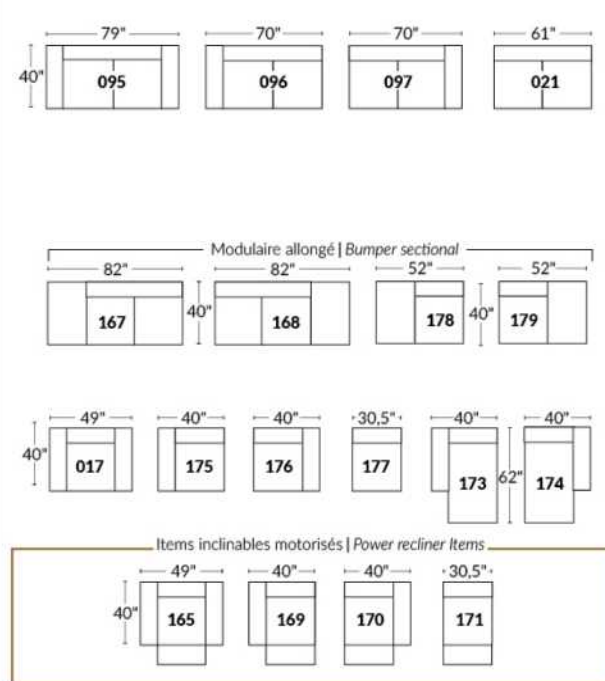 79" 70" 70" 61"
40" 095 096 097 021
Modulaire allongé | Bumper sectional
82" 82" 52" 52"
167 40" 168 178 40" 179
49" 40" 40" 30,5" 40" 40"
40" 017 175 176 177 173 62" 174
Items inclinables motorisés | Power recliner Items
49" 40" 40" 30,5"
40" 165 169 170 171